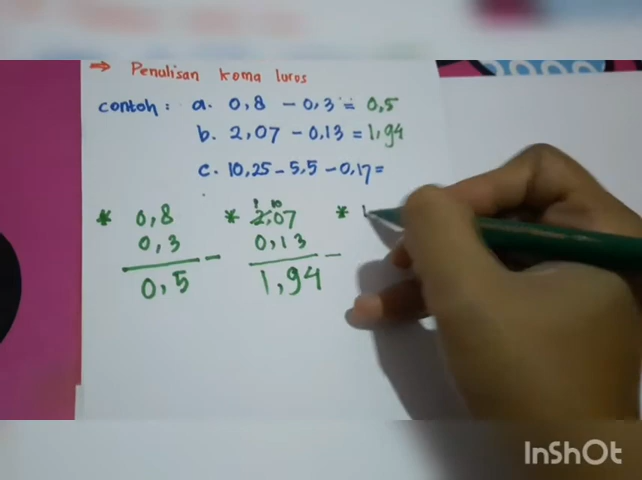 ⇒ Penulisan koma lurus
contoh : a. 0,8 - 0,3 = 0,5
b. 2,07 - 0,13 = 1,94
c. 10,25 - 5,5 - 0,17 =
* 0,8 * 2,07 *
0,3 - 0,13 -
0,5 1,94
InShOt